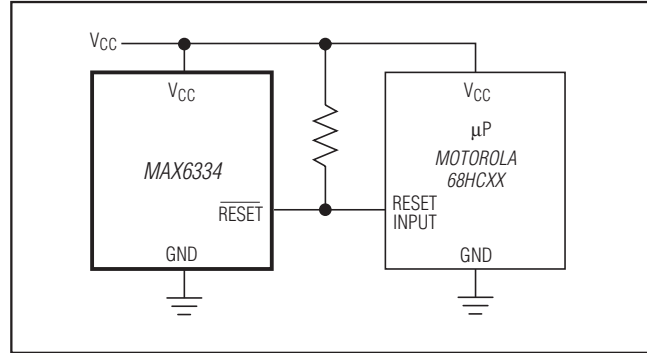 VCC
VCC
MAX6334
RESET
GND
VCC
μP
MOTOROLA
68HCXX
RESET
INPUT
GND